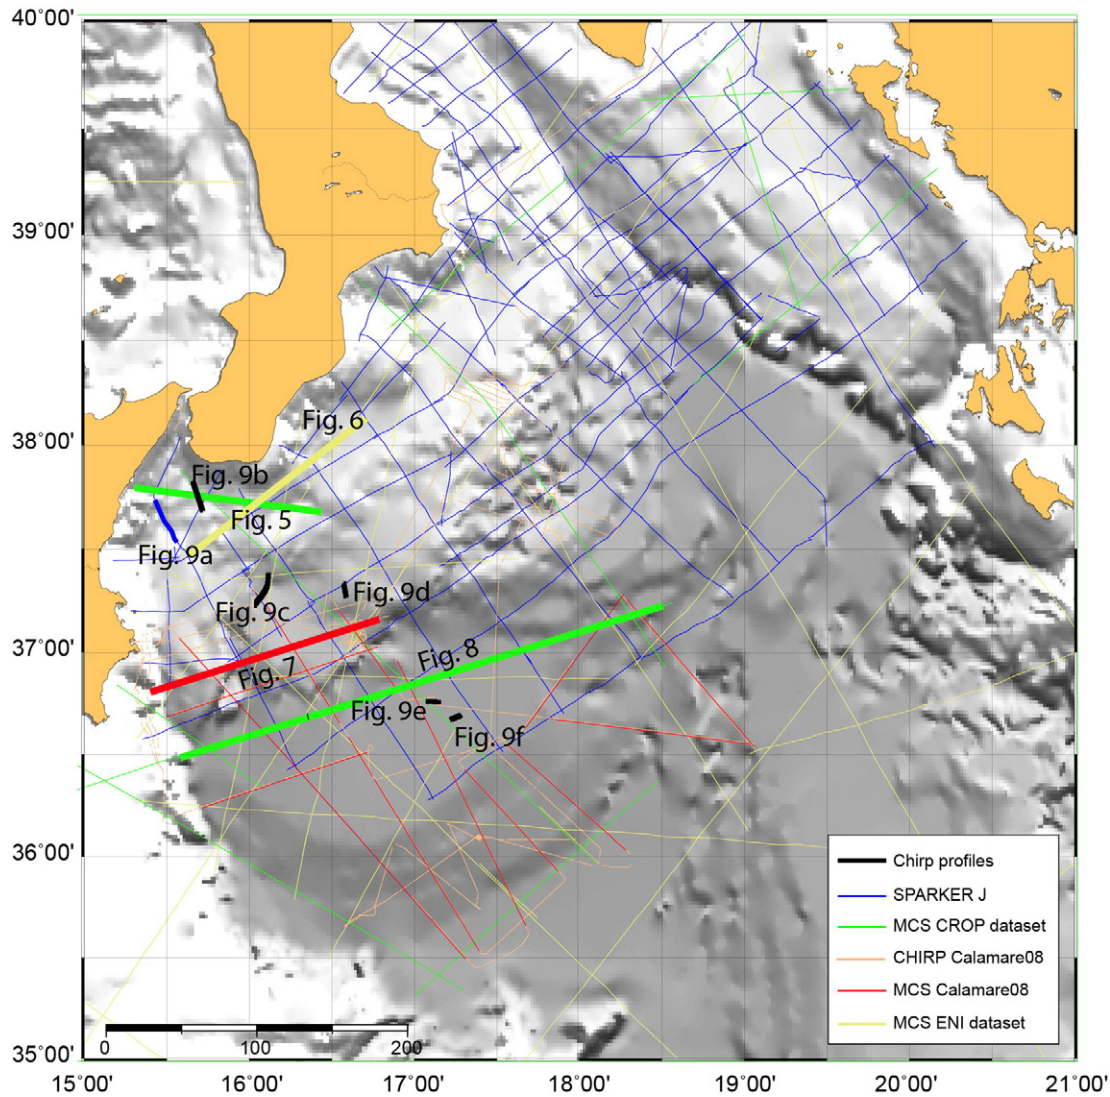 40°00'
39°00'
38°00'
37°00'
36°00'
35°00'
Fig. 6
Fig. 9b
Fig. 5
Fig. 9a
Fig. 9c
Fig. 9d
Fig. 7
Fig. 8
Fig. 9e
Fig. 9f
Chirp profiles
SPARKER J
MCS CROP dataset
CHIRP Calamare08
MCS Calamare08
MCS ENI dataset
0 100 200
15°00' 16°00' 17°00' 18°00' 19°00' 20°00' 21°00'